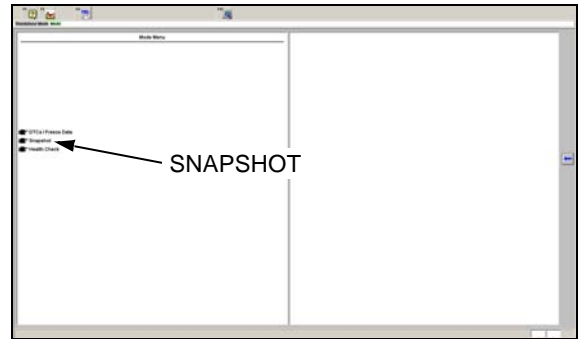 Mode Menu
DTCs / Freeze Data
Snapshot
Health Check
SNAPSHOT